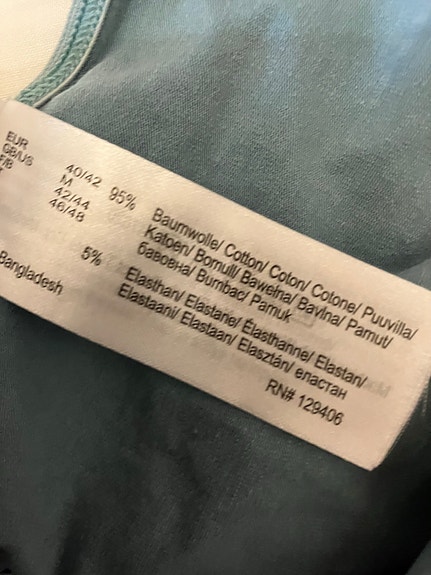 EUR 40/42
GB/US M
F/B 42/44
46/48
95% Baumwolle/ Cotton/ Coton/ Cotone/ Puuvilla/
Katoen/ Bomull/ Bawełna/ Bavlna/ Pamut/
бавовна/ Bumbac/ Pamuk
5% Elasthan/ Elastane/ Élasthanne/ Elastan/
Elastaani/ Elastaan/ Elasztán/ еластан
Bangladesh
RN# 129406